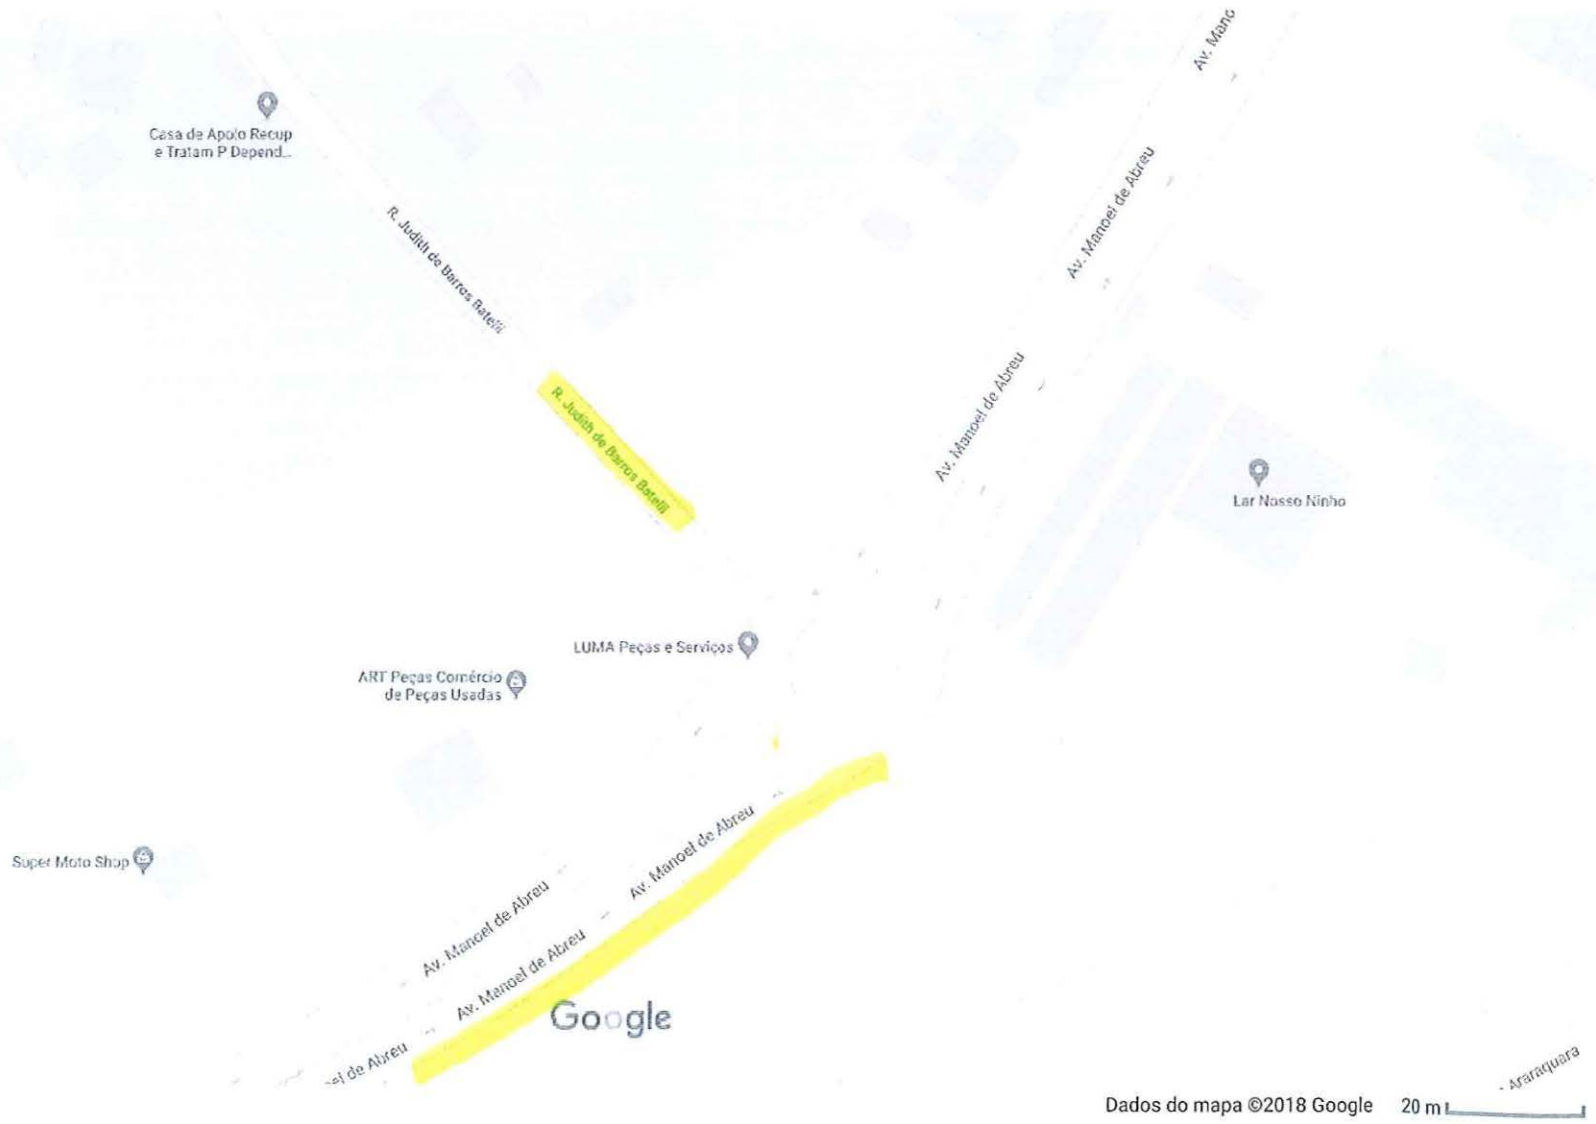 Av. Mano
Casa de Apoio Recup
e Tratam P Depend...
Av. Manoel de Abreu
R. Judith de Barros Batelli
Av. Manoel de Abreu
R. Judith de Barros Batelli
Lar Nosso Ninho
LUMA Peças e Serviços
ART Peças Comércio
de Peças Usadas
Av. Manoel de Abreu
Super Moto Shop
Av. Manoel de Abreu
Av. Manoel de Abreu
Google
el de Abreu
Araraquara
Dados do mapa ©2018 Google 20 m